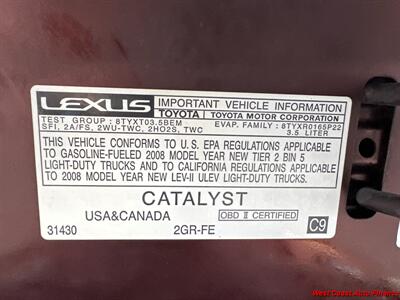 LEXUS
IMPORTANT VEHICLE INFORMATION
TOYOTA TOYOTA MOTOR CORPORATION
TEST GROUP : 8TYXT03.5BEM EVAP. FAMILY : 8TYXR0165P22
SFI, 2A/FS, 2WU-TWC, 2HO2S, TWC 3.5 LITER
THIS VEHICLE CONFORMS TO U.S. EPA REGULATIONS APPLICABLE
TO GASOLINE-FUELED 2008 MODEL YEAR NEW TIER 2 BIN 5
LIGHT-DUTY TRUCKS AND TO CALIFORNIA REGULATIONS APPLICABLE
TO 2008 MODEL YEAR NEW LEV-II ULEV LIGHT-DUTY TRUCKS.
CATALYST
USA&CANADA OBD II CERTIFIED
31430 2GR-FE C9
West Coast Auto Phoenix